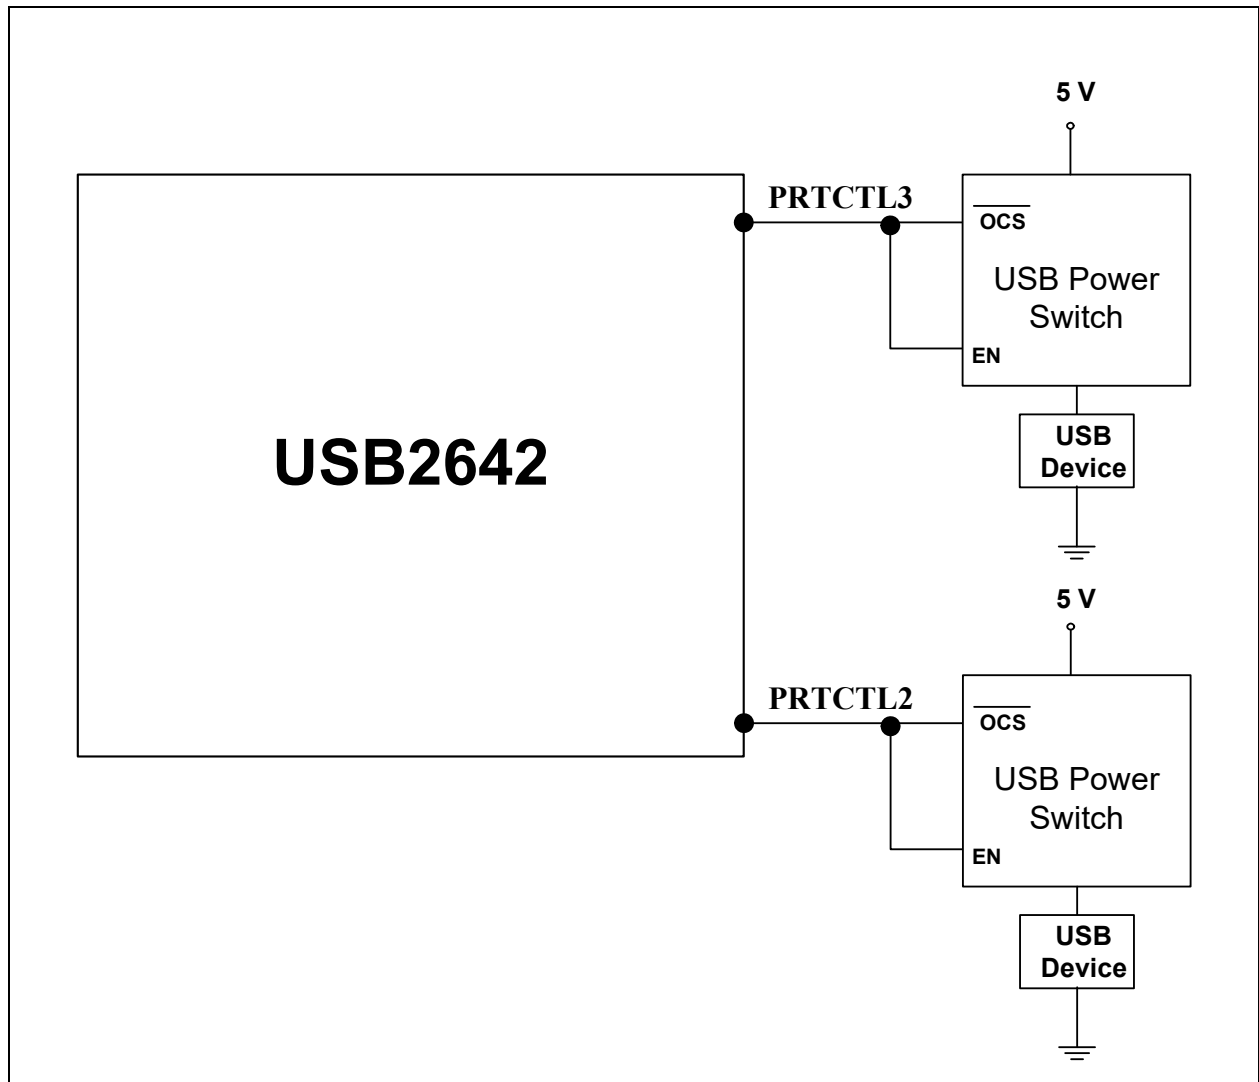 5 V
PRTCTL3
OCS
USB Power
Switch
EN
USB
Device
USB2642
5 V
PRTCTL2
OCS
USB Power
Switch
EN
USB
Device